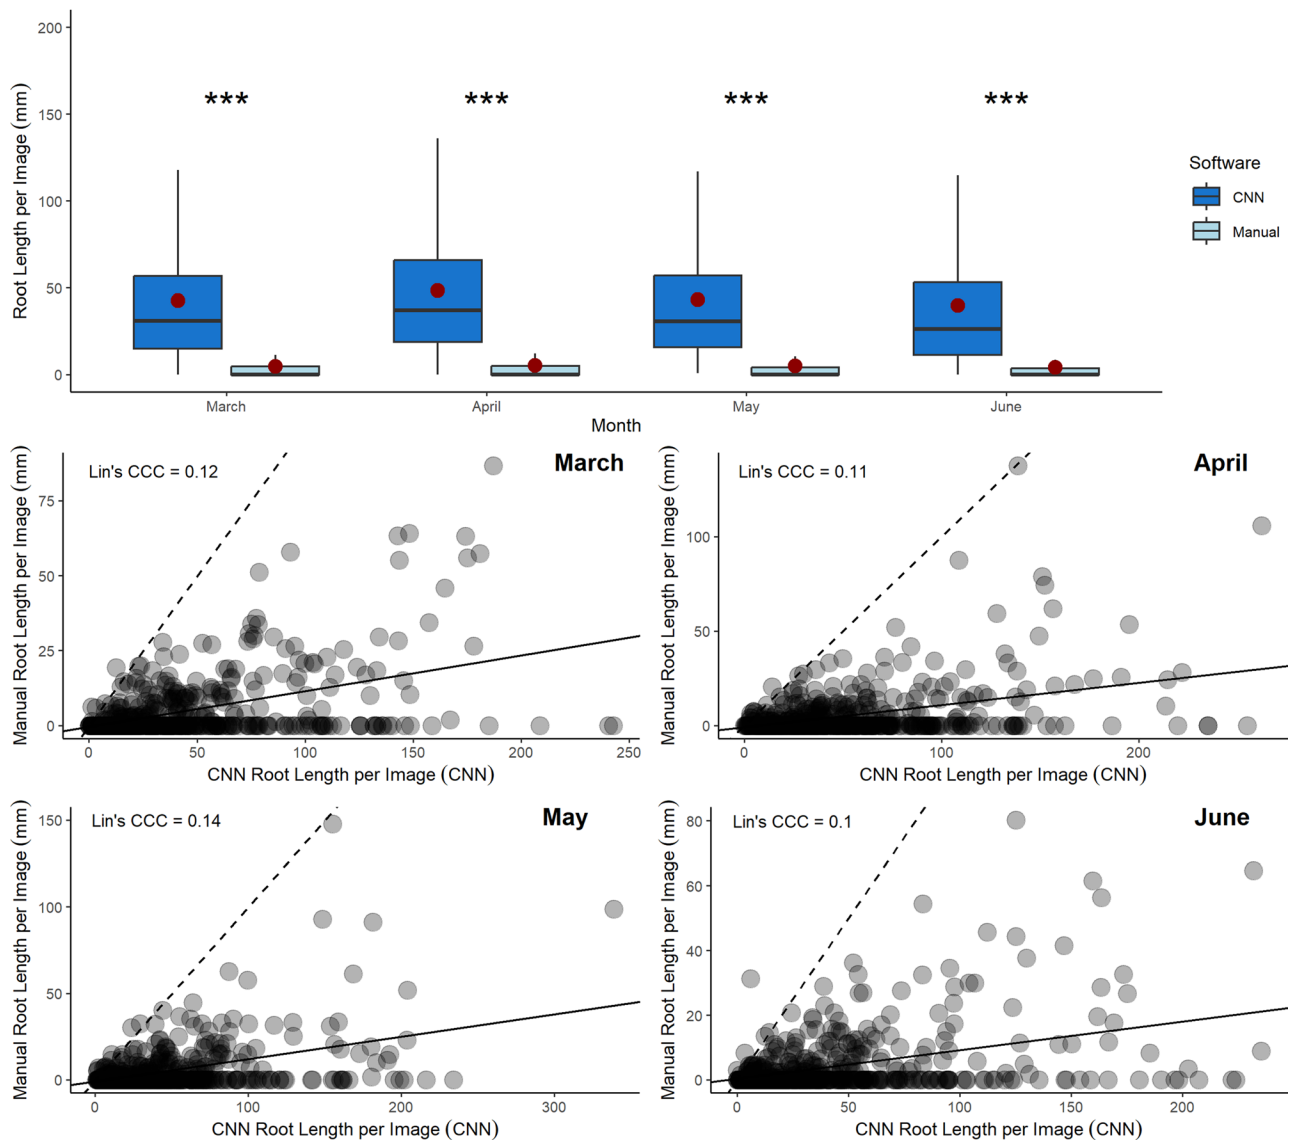 200
150
100
50
0
Root Length per Image (mm)
*** *** *** ***
March April May June
Month
Software
CNN
Manual
Lin's CCC = 0.12
March
75
50
25
0
Manual Root Length per Image (mm)
0 50 100 150 200 250
CNN Root Length per Image (CNN)
Lin's CCC = 0.11
April
100
50
0
Manual Root Length per Image (mm)
0 100 200
CNN Root Length per Image (CNN)
Lin's CCC = 0.14
May
150
100
50
0
Manual Root Length per Image (mm)
0 100 200 300
CNN Root Length per Image (CNN)
Lin's CCC = 0.1
June
80
60
40
20
0
Manual Root Length per Image (mm)
0 50 100 150 200
CNN Root Length per Image (CNN)